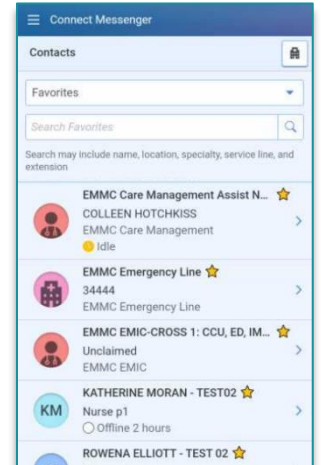 Connect Messenger
Contacts
Favorites
Search Favorites
Search may include name, location, specialty, service line, and
extension
EMMC Care Management Assist N...
COLLEEN HOTCHKISS
EMMC Care Management
Idle
EMMC Emergency Line
34444
EMMC Emergency Line
EMMC EMIC-CROSS 1: CCU, ED, IM...
Unclaimed
EMMC EMIC
KM
KATHERINE MORAN - TEST02
Nurse p1
Offline 2 hours
ROWENA ELLIOTT - TEST 02